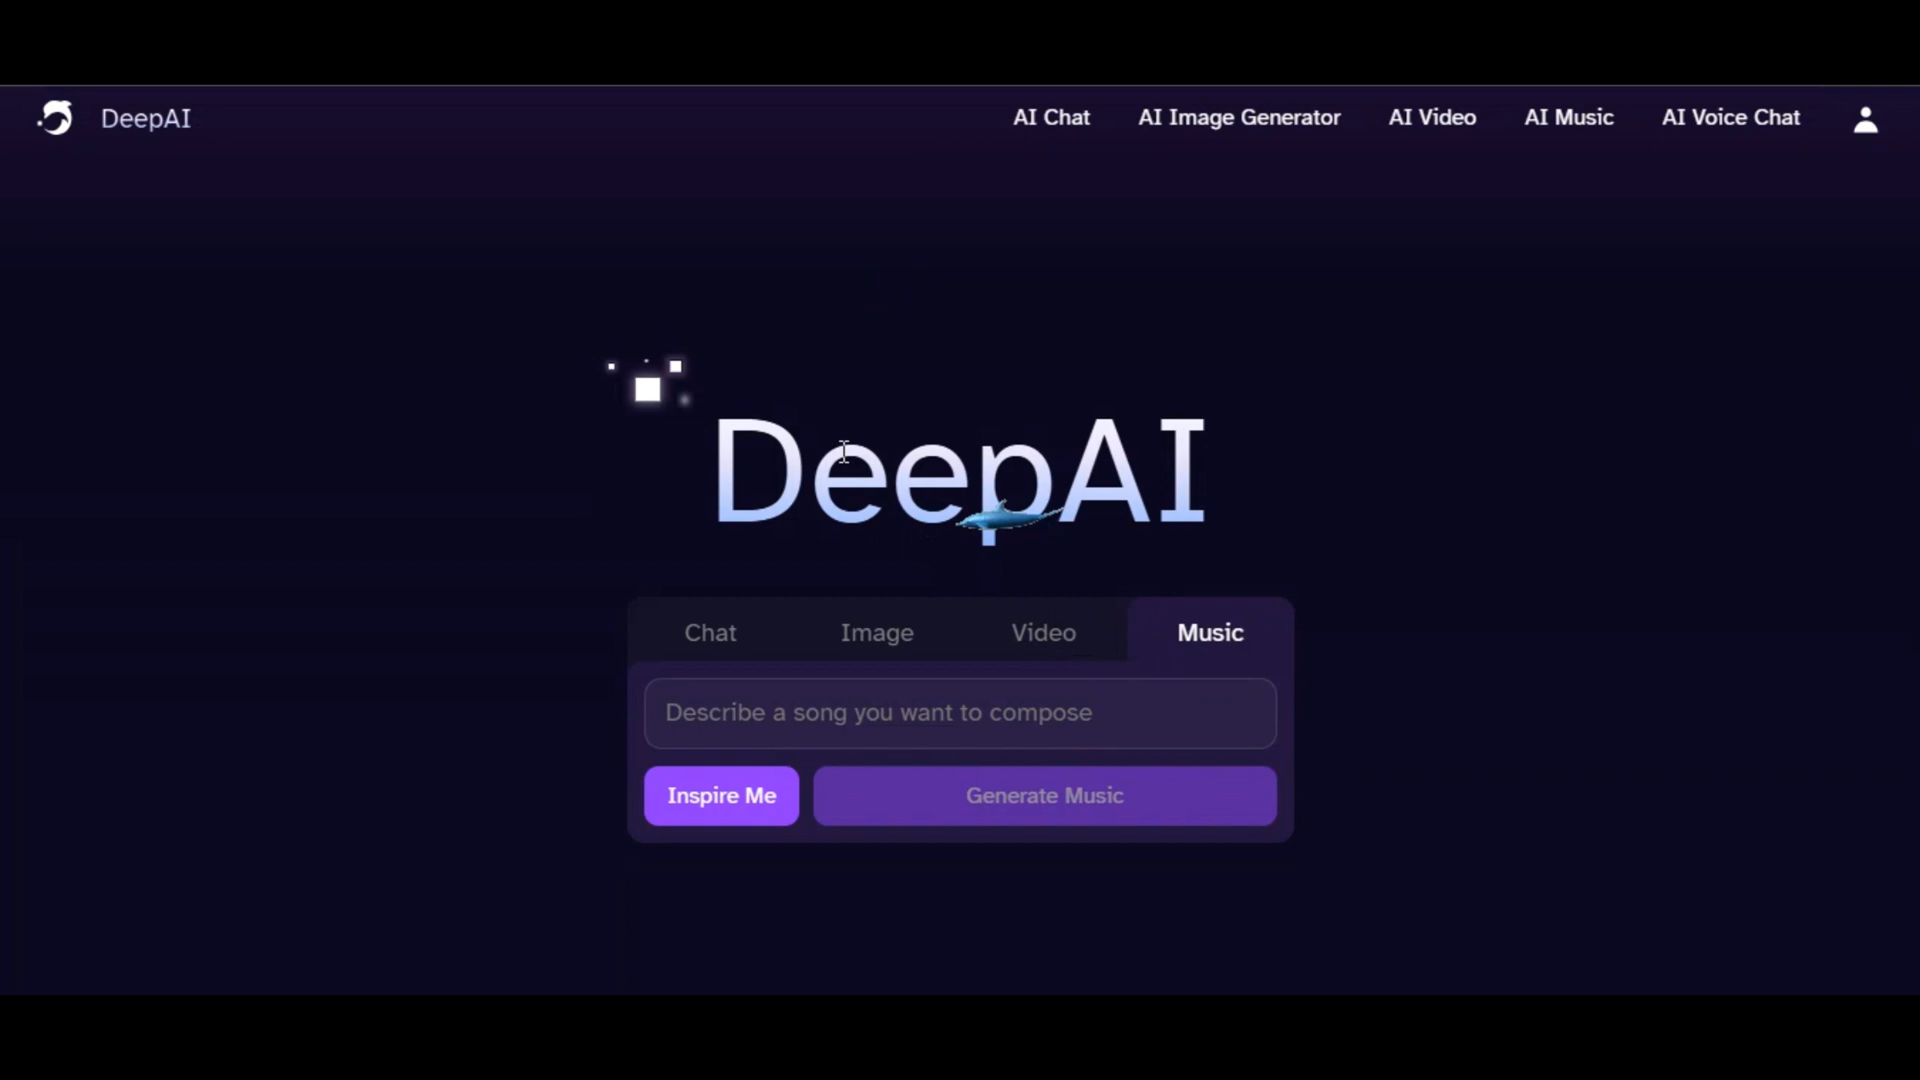 DeepAI
AI Chat AI Image Generator AI Video AI Music AI Voice Chat
DeepAI
Chat Image Video Music
Describe a song you want to compose
Inspire Me Generate Music